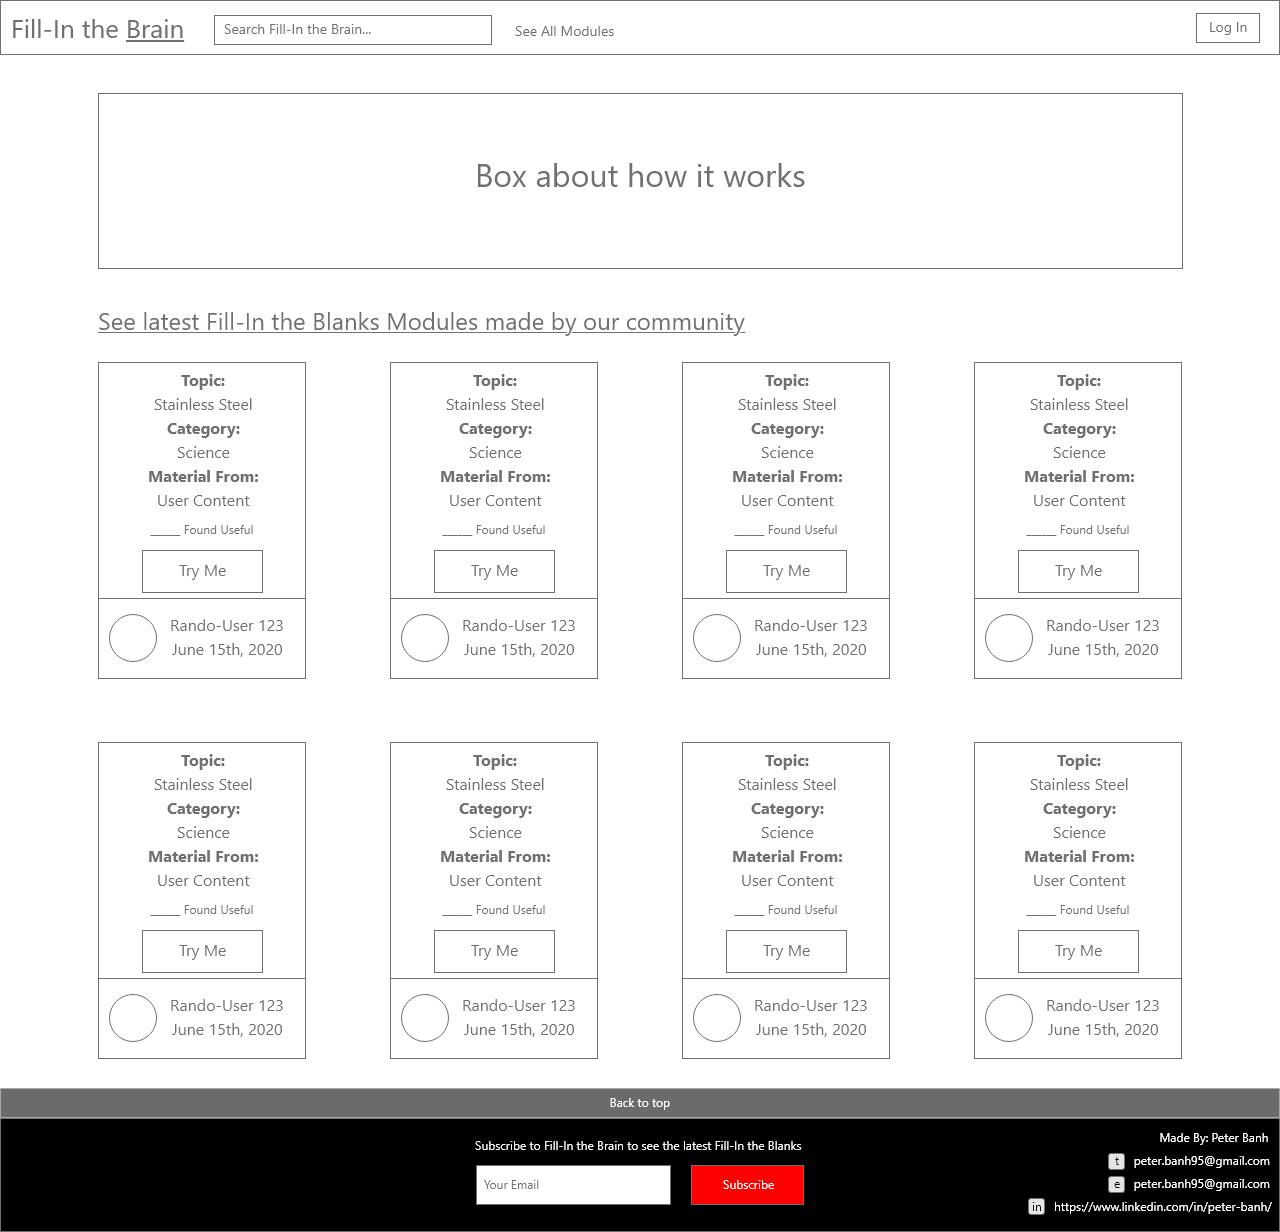 Fill-In the Brain
Search Fill-In the Brain...
See All Modules
Log In
Box about how it works
See latest Fill-In the Blanks Modules made by our community
Topic:
Stainless Steel
Category:
Science
Material From:
User Content
_____ Found Useful
Try Me
Rando-User 123
June 15th, 2020
Topic:
Stainless Steel
Category:
Science
Material From:
User Content
_____ Found Useful
Try Me
Rando-User 123
June 15th, 2020
Topic:
Stainless Steel
Category:
Science
Material From:
User Content
_____ Found Useful
Try Me
Rando-User 123
June 15th, 2020
Topic:
Stainless Steel
Category:
Science
Material From:
User Content
_____ Found Useful
Try Me
Rando-User 123
June 15th, 2020
Topic:
Stainless Steel
Category:
Science
Material From:
User Content
_____ Found Useful
Try Me
Rando-User 123
June 15th, 2020
Topic:
Stainless Steel
Category:
Science
Material From:
User Content
_____ Found Useful
Try Me
Rando-User 123
June 15th, 2020
Topic:
Stainless Steel
Category:
Science
Material From:
User Content
_____ Found Useful
Try Me
Rando-User 123
June 15th, 2020
Topic:
Stainless Steel
Category:
Science
Material From:
User Content
_____ Found Useful
Try Me
Rando-User 123
June 15th, 2020
Back to top
Subscribe to Fill-In the Brain to see the latest Fill-In the Blanks
Your Email
Subscribe
Made By: Peter Banh
t peter.banh95@gmail.com
e peter.banh95@gmail.com
in https://www.linkedin.com/in/peter-banh/